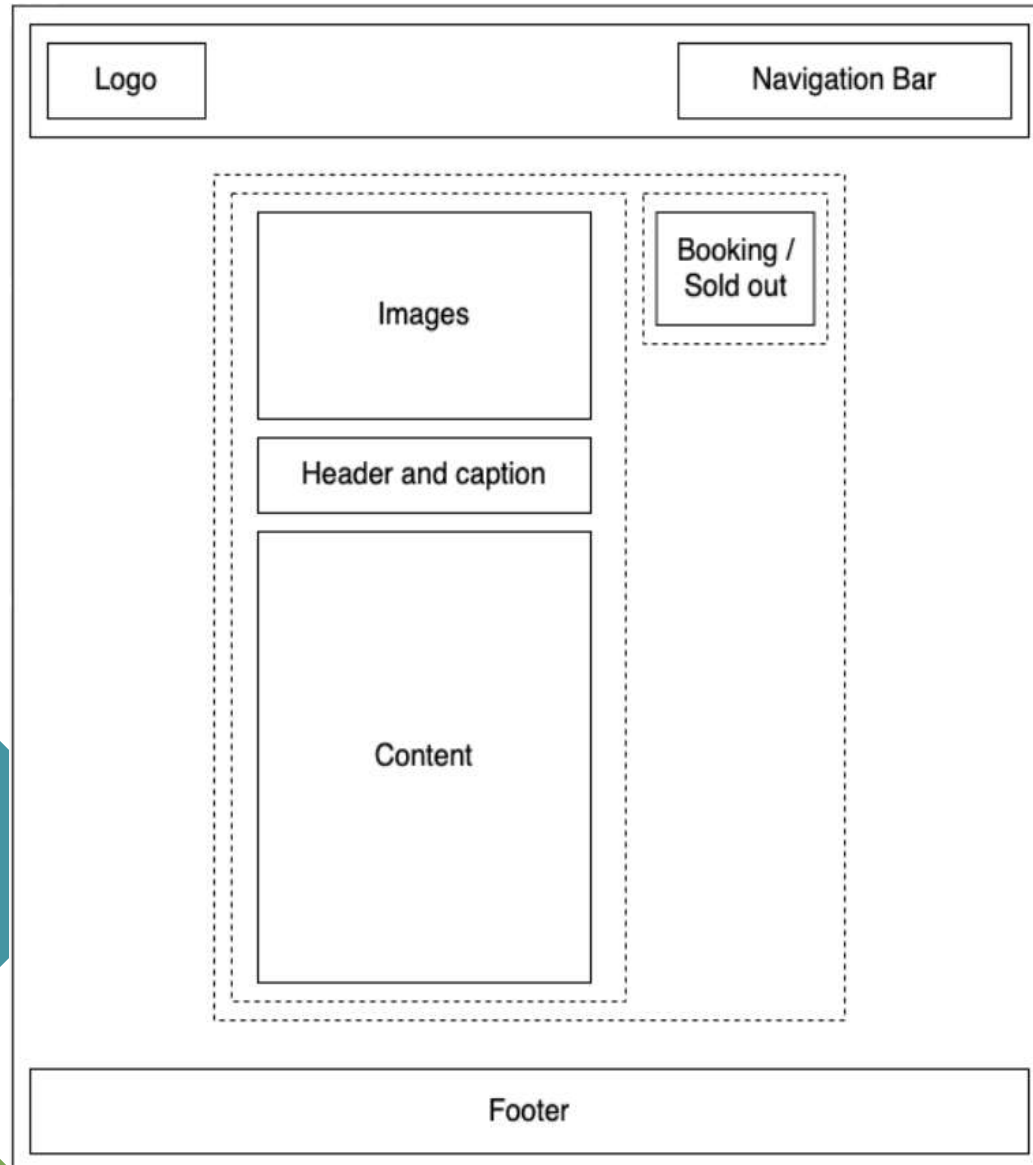 Logo
Navigation Bar
Images
Booking /
Sold out
Header and caption
Content
Footer